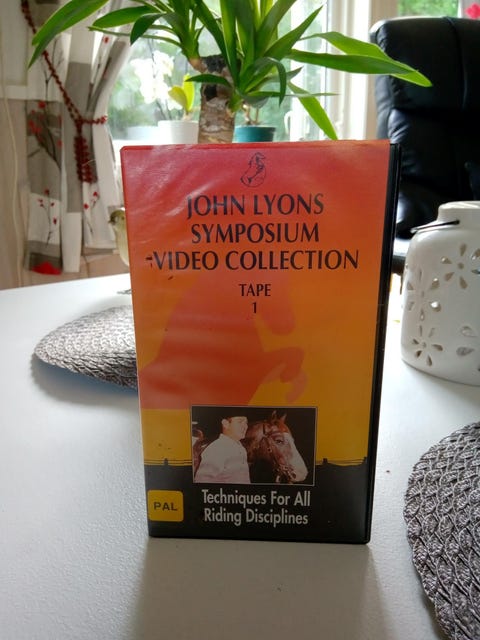 JOHN LYONS
SYMPOSIUM
VIDEO COLLECTION
TAPE
1
PAL
Techniques For All
Riding Disciplines